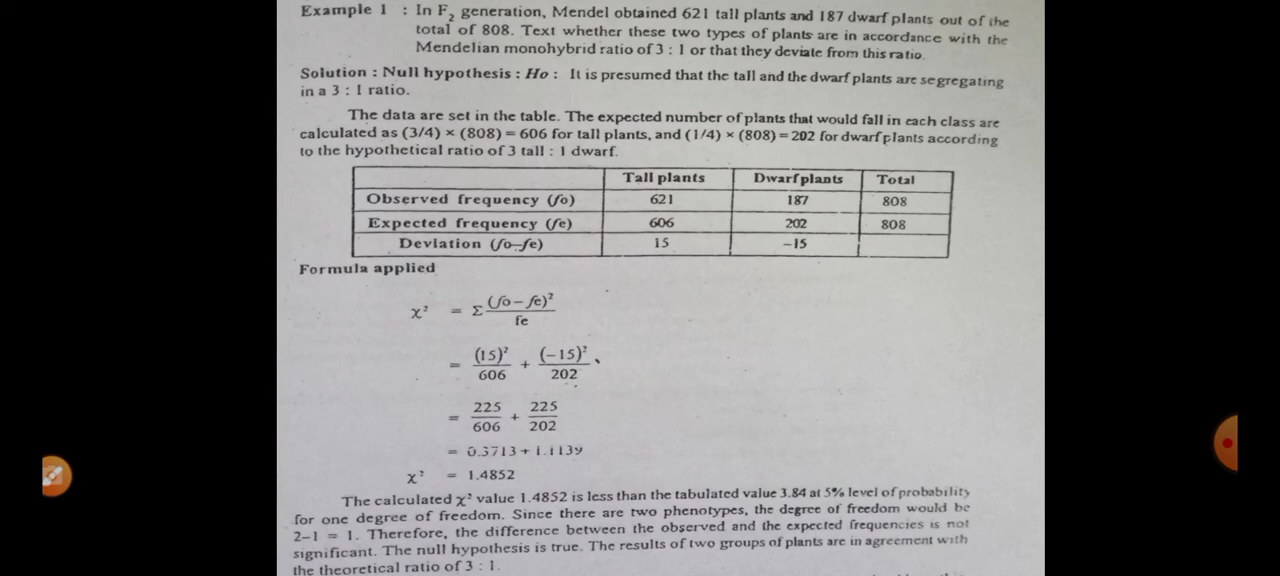 Example 1 : In F₂ generation, Mendel obtained 621 tall plants and 187 dwarf plants out of the
total of 808. Text whether these two types of plants are in accordance with the
Mendelian monohybrid ratio of 3 : 1 or that they deviate from this ratio.
Solution : Null hypothesis : Ho : It is presumed that the tall and the dwarf plants are segregating
in a 3 : 1 ratio.
The data are set in the table. The expected number of plants that would fall in each class are
calculated as (3/4) × (808) = 606 for tall plants, and (1/4) × (808) = 202 for dwarf plants according
to the hypothetical ratio of 3 tall : 1 dwarf.
Tall plants Dwarf plants Total
Observed frequency (fo) 621 187 808
Expected frequency (fe) 606 202 808
Deviation (fo–fe) 15 –15
Formula applied
χ² = Σ (fo – fe)² / fe
= (15)² / 606 + (–15)² / 202
= 225 / 606 + 225 / 202
= 0.3713 + 1.1139
χ² = 1.4852
The calculated χ² value 1.4852 is less than the tabulated value 3.84 at 5% level of probability
for one degree of freedom. Since there are two phenotypes, the degree of freedom would be
2–1 = 1. Therefore, the difference between the observed and the expected frequencies is not
significant. The null hypothesis is true. The results of two groups of plants are in agreement with
the theoretical ratio of 3 : 1.